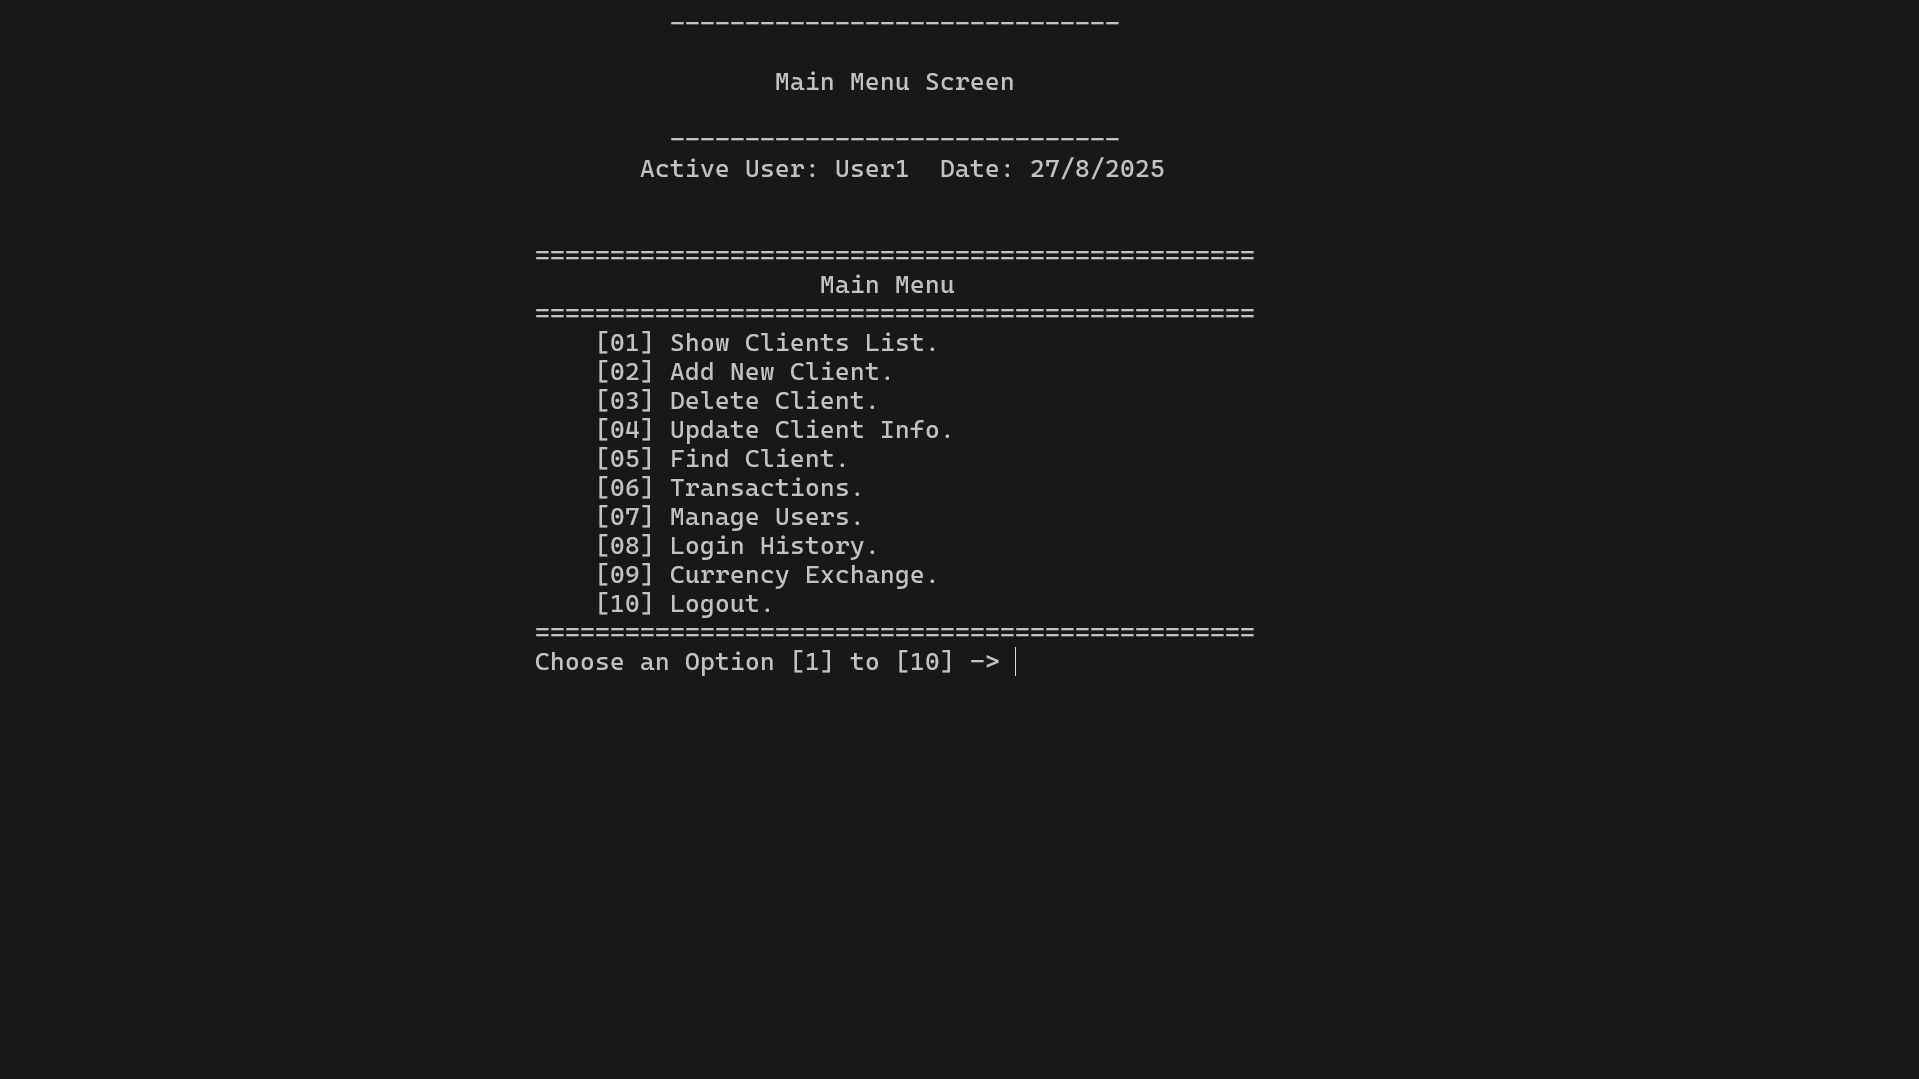 ------------------------------
Main Menu Screen
------------------------------
Active User: User1  Date: 27/8/2025
================================================
Main Menu
================================================
[01] Show Clients List.
[02] Add New Client.
[03] Delete Client.
[04] Update Client Info.
[05] Find Client.
[06] Transactions.
[07] Manage Users.
[08] Login History.
[09] Currency Exchange.
[10] Logout.
================================================
Choose an Option [1] to [10] ->